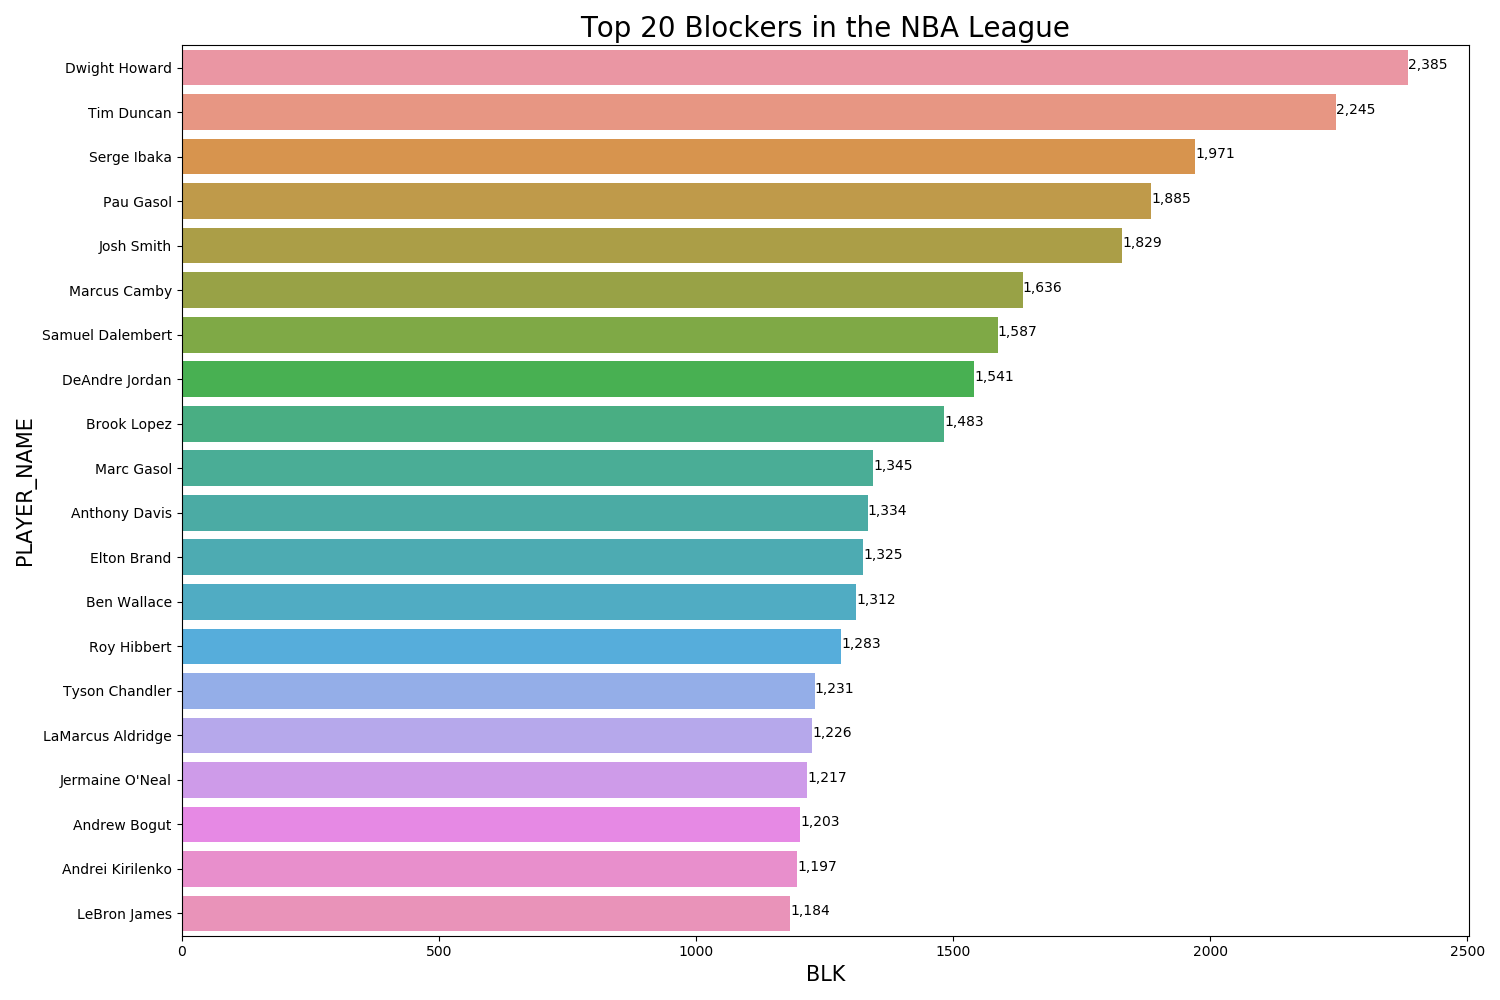 Top 20 Blockers in the NBA League
PLAYER_NAME
Dwight Howard 2,385
Tim Duncan 2,245
Serge Ibaka 1,971
Pau Gasol 1,885
Josh Smith 1,829
Marcus Camby 1,636
Samuel Dalembert 1,587
DeAndre Jordan 1,541
Brook Lopez 1,483
Marc Gasol 1,345
Anthony Davis 1,334
Elton Brand 1,325
Ben Wallace 1,312
Roy Hibbert 1,283
Tyson Chandler 1,231
LaMarcus Aldridge 1,226
Jermaine O'Neal 1,217
Andrew Bogut 1,203
Andrei Kirilenko 1,197
LeBron James 1,184
0 500 1000 1500 2000 2500
BLK